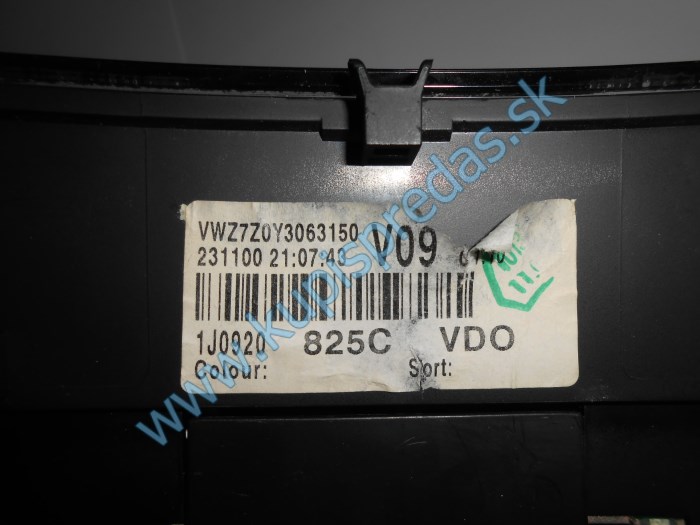 VWZ7Z0Y3063150 V09
231100 21:07:43
1J0920 825C VDO
Colour: Sort:
www.kupispredas.sk